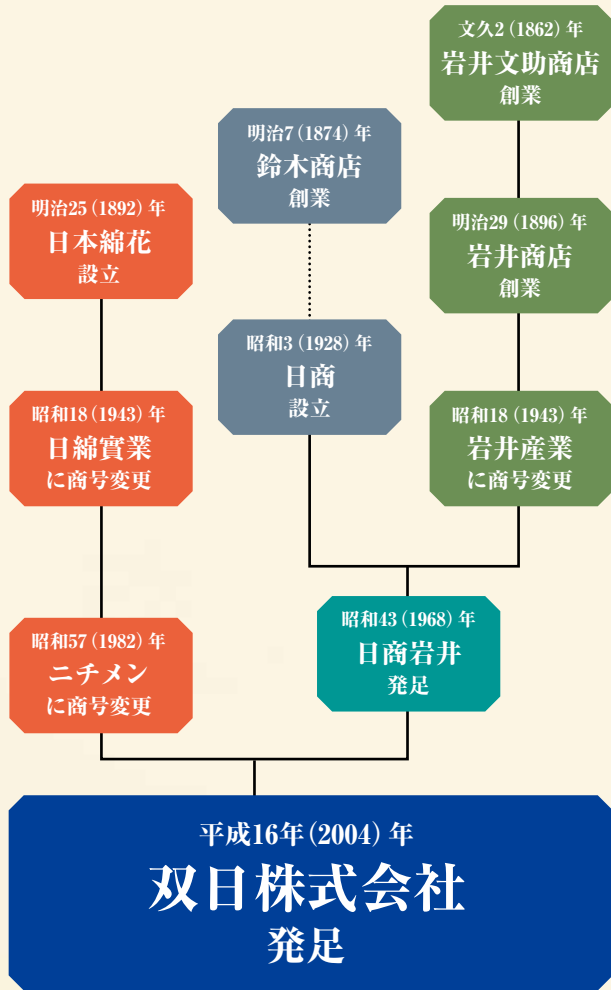 文久2(1862)年
岩井文助商店
創業
明治7(1874)年
鈴木商店
創業
明治25(1892)年
日本綿花
設立
明治29(1896)年
岩井商店
創業
昭和3(1928)年
日商
設立
昭和18(1943)年
日綿實業
に商号変更
昭和18(1943)年
岩井産業
に商号変更
昭和57(1982)年
ニチメン
に商号変更
昭和43(1968)年
日商岩井
発足
平成16年(2004)年
双日株式会社
発足